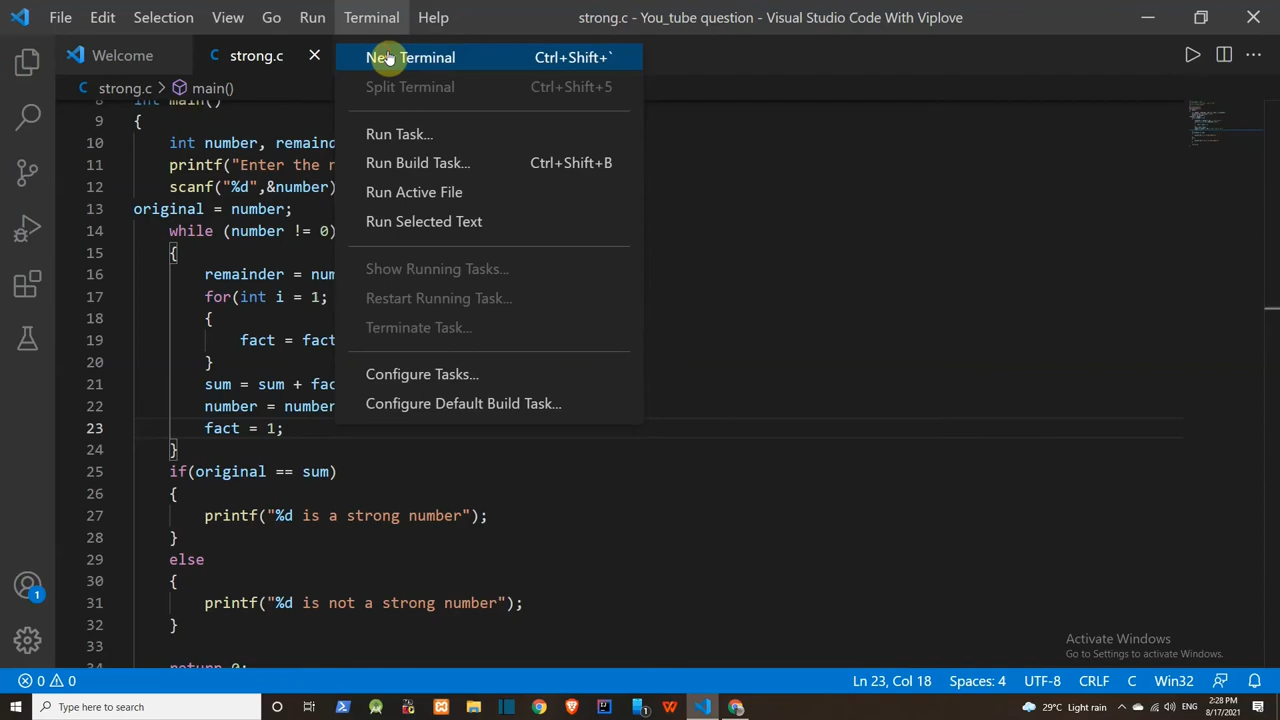 File Edit Selection View Go Run Terminal Help strong.c - You_tube question - Visual Studio Code With Viplove
Welcome strong.c
strong.c > main()
New Terminal Ctrl+Shift+`
Split Terminal Ctrl+Shift+5
Run Task...
Run Build Task... Ctrl+Shift+B
Run Active File
Run Selected Text
Show Running Tasks...
Restart Running Task...
Terminate Task...
Configure Tasks...
Configure Default Build Task...
8 int main()
9 {
10 int number, remaind
11 printf("Enter the n
12 scanf("%d",&number)
13 original = number;
14 while (number != 0)
15 {
16 remainder = num
17 for(int i = 1;
18 {
19 fact = fact
20 }
21 sum = sum + fac
22 number = number
23 fact = 1;
24 }
25 if(original == sum)
26 {
27 printf("%d is a strong number");
28 }
29 else
30 {
31 printf("%d is not a strong number");
32 }
33
34 return 0;
Activate Windows
Go to Settings to activate Windows.
1
0 0 Ln 23, Col 18 Spaces: 4 UTF-8 CRLF C Win32
Type here to search 29°C Light rain ENG 2:28 PM
8/17/2021